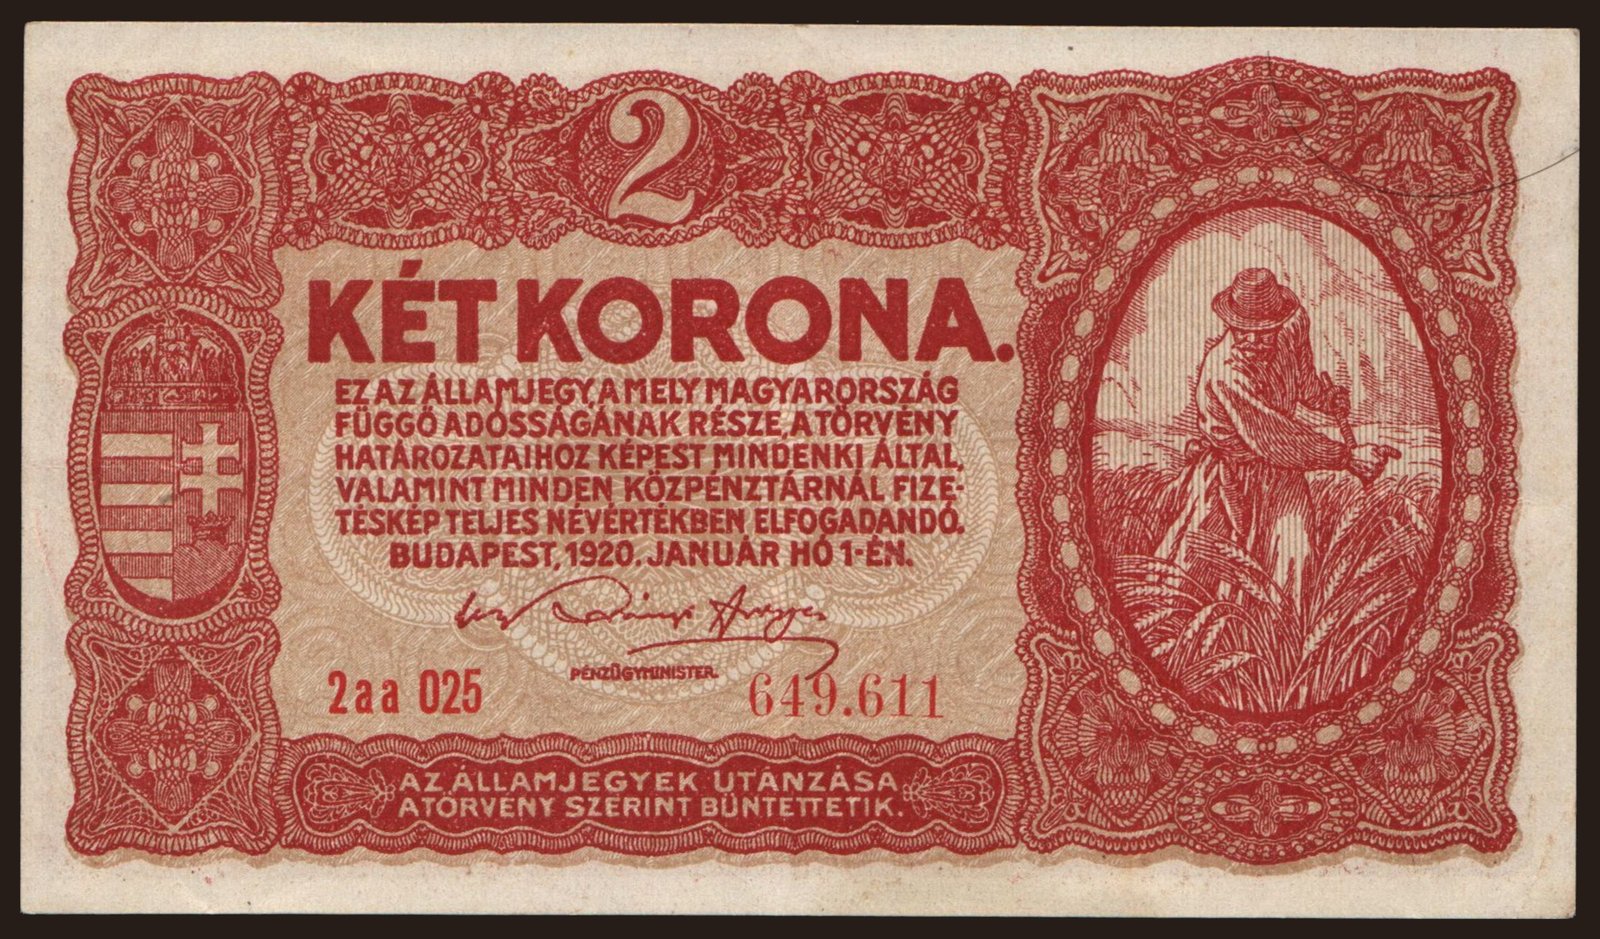 2
KÉT KORONA.
EZ AZ ÁLLAMJEGY, A MELY MAGYARORSZÁG
FÜGGŐ ADÓSSÁGÁNAK RÉSZE, A TÖRVÉNY
HATÁROZATAIHOZ KÉPEST MINDENKI ÁLTAL,
VALAMINT MINDEN KÖZPÉNZTÁRNÁL FIZE-
TÉSKÉP TELJES NÉVÉRTÉKBEN ELFOGADANDÓ.
BUDAPEST, 1920. JANUÁR HÓ 1-ÉN.
PÉNZÜGYMINISTER.
2aa 025 649.611
AZ ÁLLAMJEGYEK UTÁNZÁSA
A TÖRVÉNY SZERINT BÜNTETTETIK.